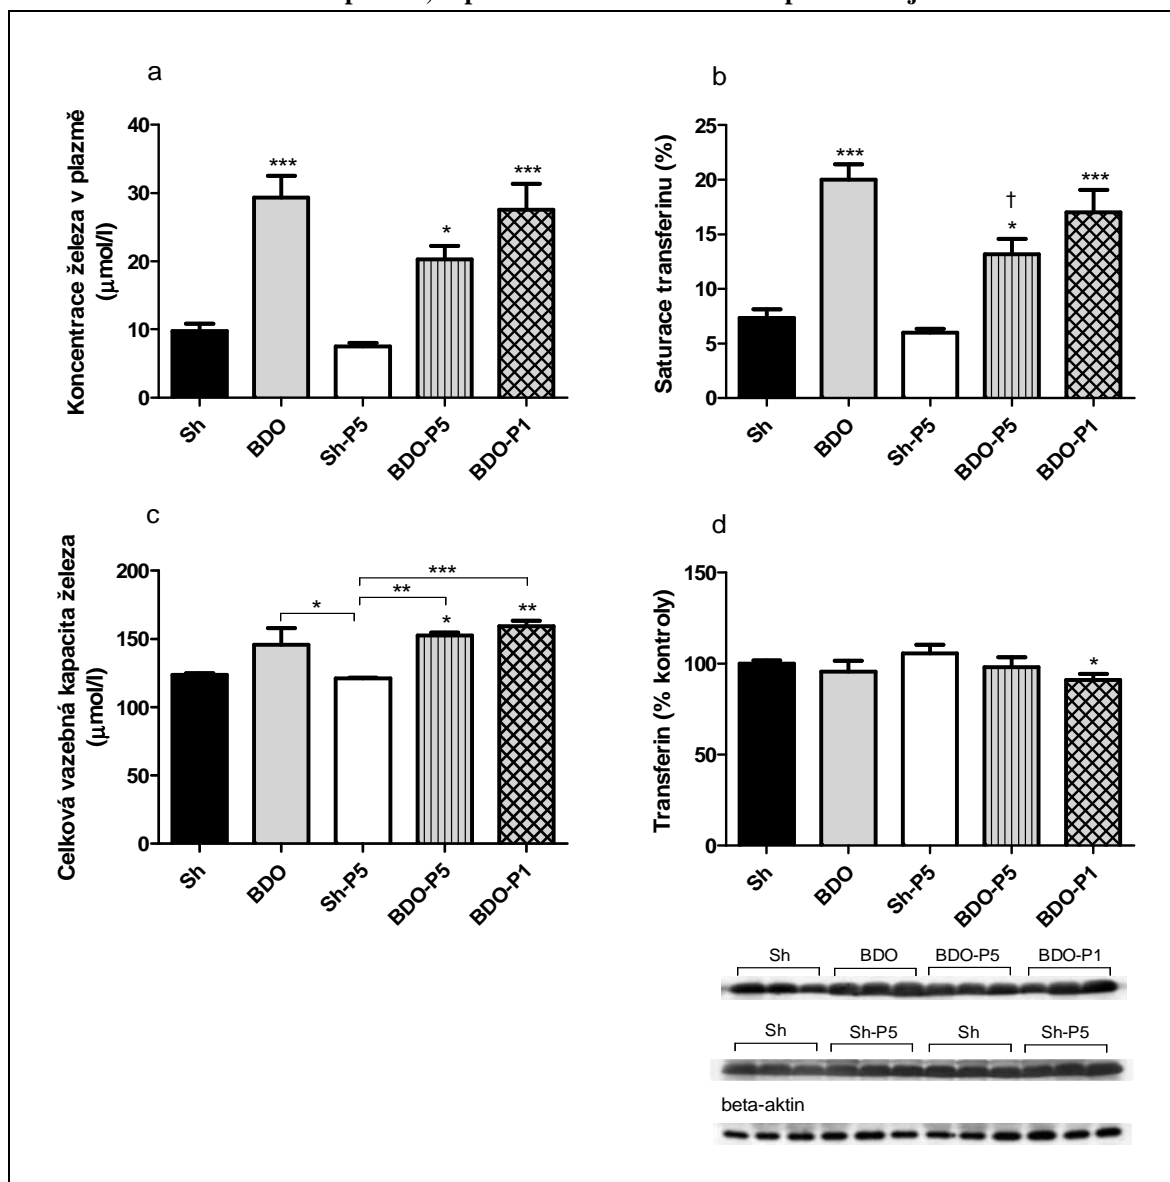 a
Koncentrace železa v plazmě
(μmol/l)
40
30
20
10
0
***
*
***
Sh
BDO
Sh-P5
BDO-P5
BDO-P1
b
Saturace transferinu (%)
25
20
15
10
5
0
***
†
*
***
Sh
BDO
Sh-P5
BDO-P5
BDO-P1
c
Celková vazebná kapacita železa
(μmol/l)
200
150
100
50
0
***
**
*
*
**
Sh
BDO
Sh-P5
BDO-P5
BDO-P1
d
Transferin (% kontroly)
150
100
50
0
*
Sh
BDO
Sh-P5
BDO-P5
BDO-P1
Sh BDO BDO-P5 BDO-P1
Sh Sh-P5 Sh Sh-P5
beta-aktin